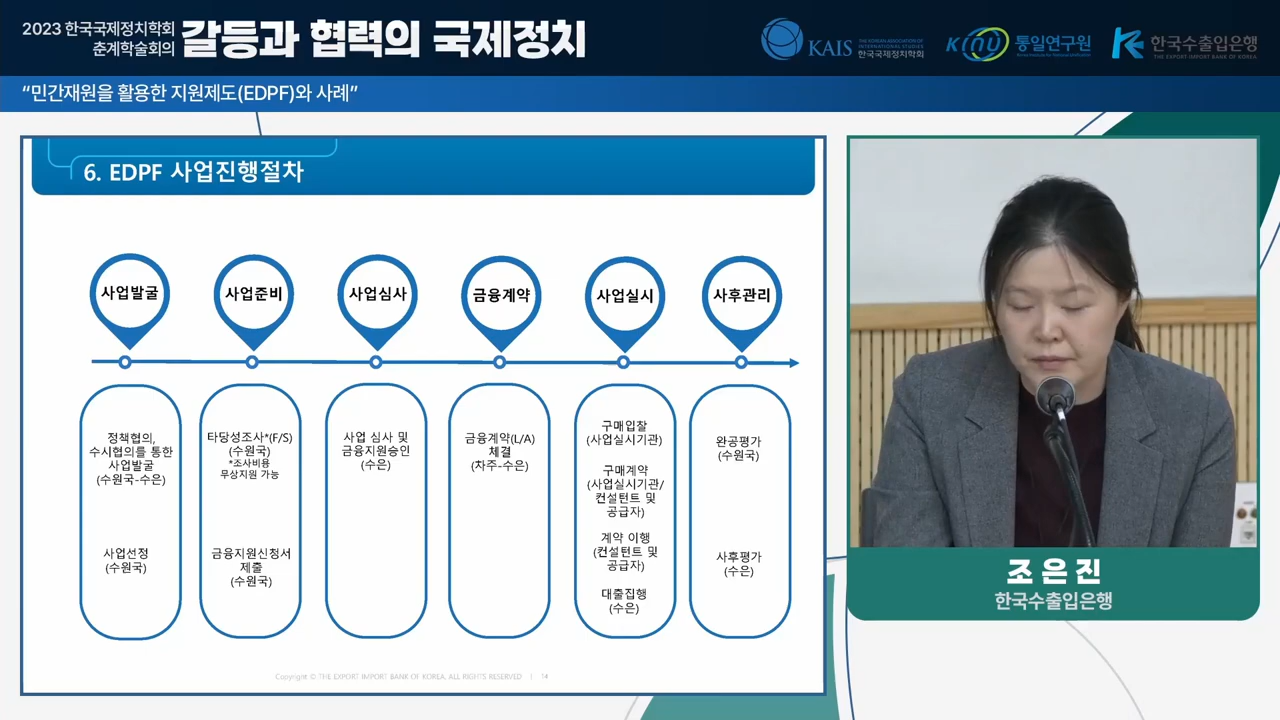 2023 한국국제정치학회
춘계학술회의
갈등과 협력의 국제정치
KAIS
THE KOREAN ASSOCIATION OF
INTERNATIONAL STUDIES
한국국제정치학회
KINU 통일연구원
Korea Institute for National Unification
한국수출입은행
THE EXPORT-IMPORT BANK OF KOREA
“민간재원을 활용한 지원제도(EDPF)와 사례”
6. EDPF 사업진행절차
사업발굴
사업준비
사업심사
금융계약
사업실시
사후관리
정책협의,
수시협의를 통한
사업발굴
(수원국-수은)
사업선정
(수원국)
타당성조사*(F/S)
(수원국)
*조사비용
무상지원 가능
금융지원신청서
제출
(수원국)
사업 심사 및
금융지원승인
(수은)
금융계약(L/A)
체결
(차주-수은)
구매입찰
(사업실시기관)
구매계약
(사업실시기관/
컨설턴트 및
공급자)
계약 이행
(컨설턴트 및
공급자)
대출집행
(수은)
완공평가
(수원국)
사후평가
(수은)
Copyright © THE EXPORT IMPORT BANK OF KOREA, ALL RIGHTS RESERVED | 14
조은진
한국수출입은행